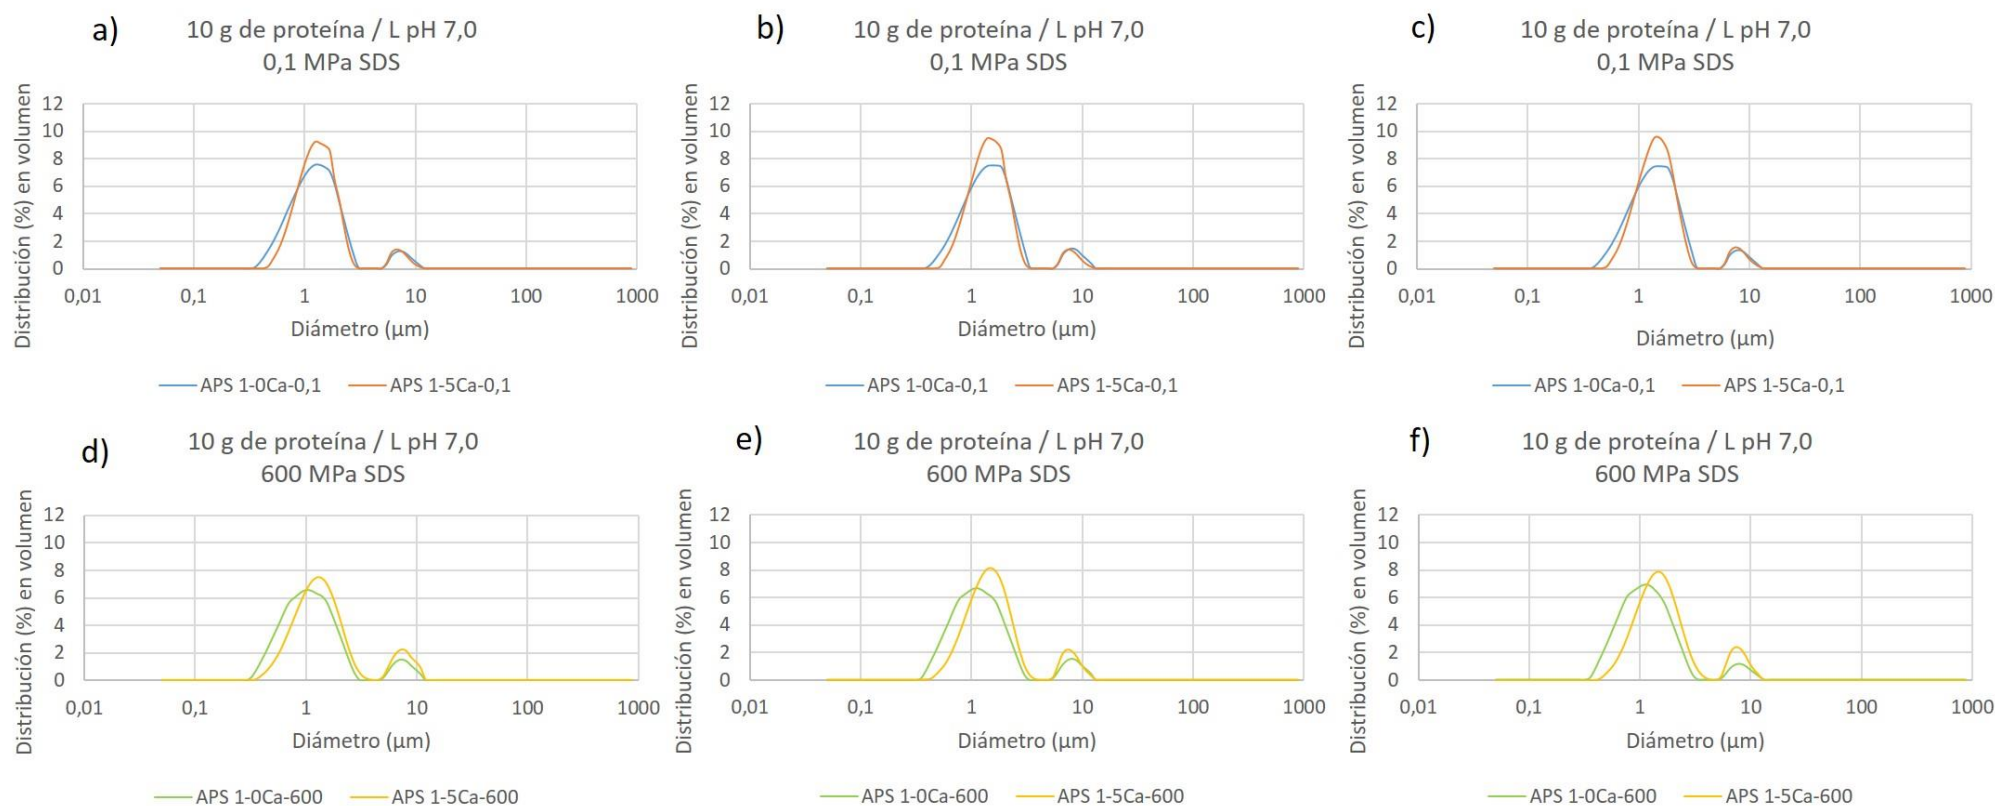 a)
10 g de proteína / L pH 7,0
0,1 MPa SDS
Distribución (%) en volumen
12
10
8
6
4
2
0
0,01 0,1 1 10 100 1000
Diámetro (µm)
APS 1-0Ca-0,1 APS 1-5Ca-0,1
b)
10 g de proteína / L pH 7,0
0,1 MPa SDS
Distribución (%) en volumen
12
10
8
6
4
2
0
0,01 0,1 1 10 100 1000
Diámetro (µm)
APS 1-0Ca-0,1 APS 1-5Ca-0,1
c)
10 g de proteína / L pH 7,0
0,1 MPa SDS
Distribución (%) en volumen
12
10
8
6
4
2
0
0,01 0,1 1 10 100 1000
Diámetro (µm)
APS 1-0Ca-0,1 APS 1-5Ca-0,1
d)
10 g de proteína / L pH 7,0
600 MPa SDS
Distribución (%) en volumen
12
10
8
6
4
2
0
0,01 0,1 1 10 100 1000
Diámetro (µm)
APS 1-0Ca-600 APS 1-5Ca-600
e)
10 g de proteína / L pH 7,0
600 MPa SDS
Distribución (%) en volumen
12
10
8
6
4
2
0
0,01 0,1 1 10 100 1000
Diámetro (µm)
APS 1-0Ca-600 APS 1-5Ca-600
f)
10 g de proteína / L pH 7,0
600 MPa SDS
Distribución (%) en volumen
12
10
8
6
4
2
0
0,01 0,1 1 10 100 1000
Diámetro (µm)
APS 1-0Ca-600 APS 1-5Ca-600